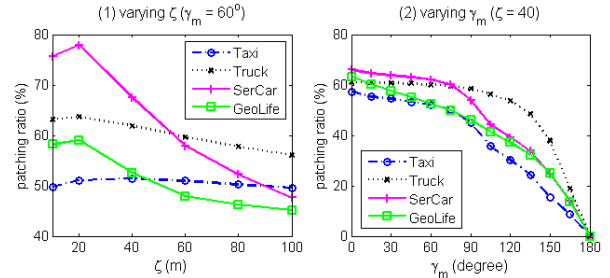 (1) varying ζ (γm = 60°)
patching ratio (%)
80
70
60
50
40
Taxi
Truck
SerCar
GeoLife
20
40
60
80
100
ζ (m)
(2) varying γm (ζ = 40)
patching ratio (%)
80
60
40
20
0
Taxi
Truck
SerCar
GeoLife
0
30
60
90
120
150
180
γm (degree)